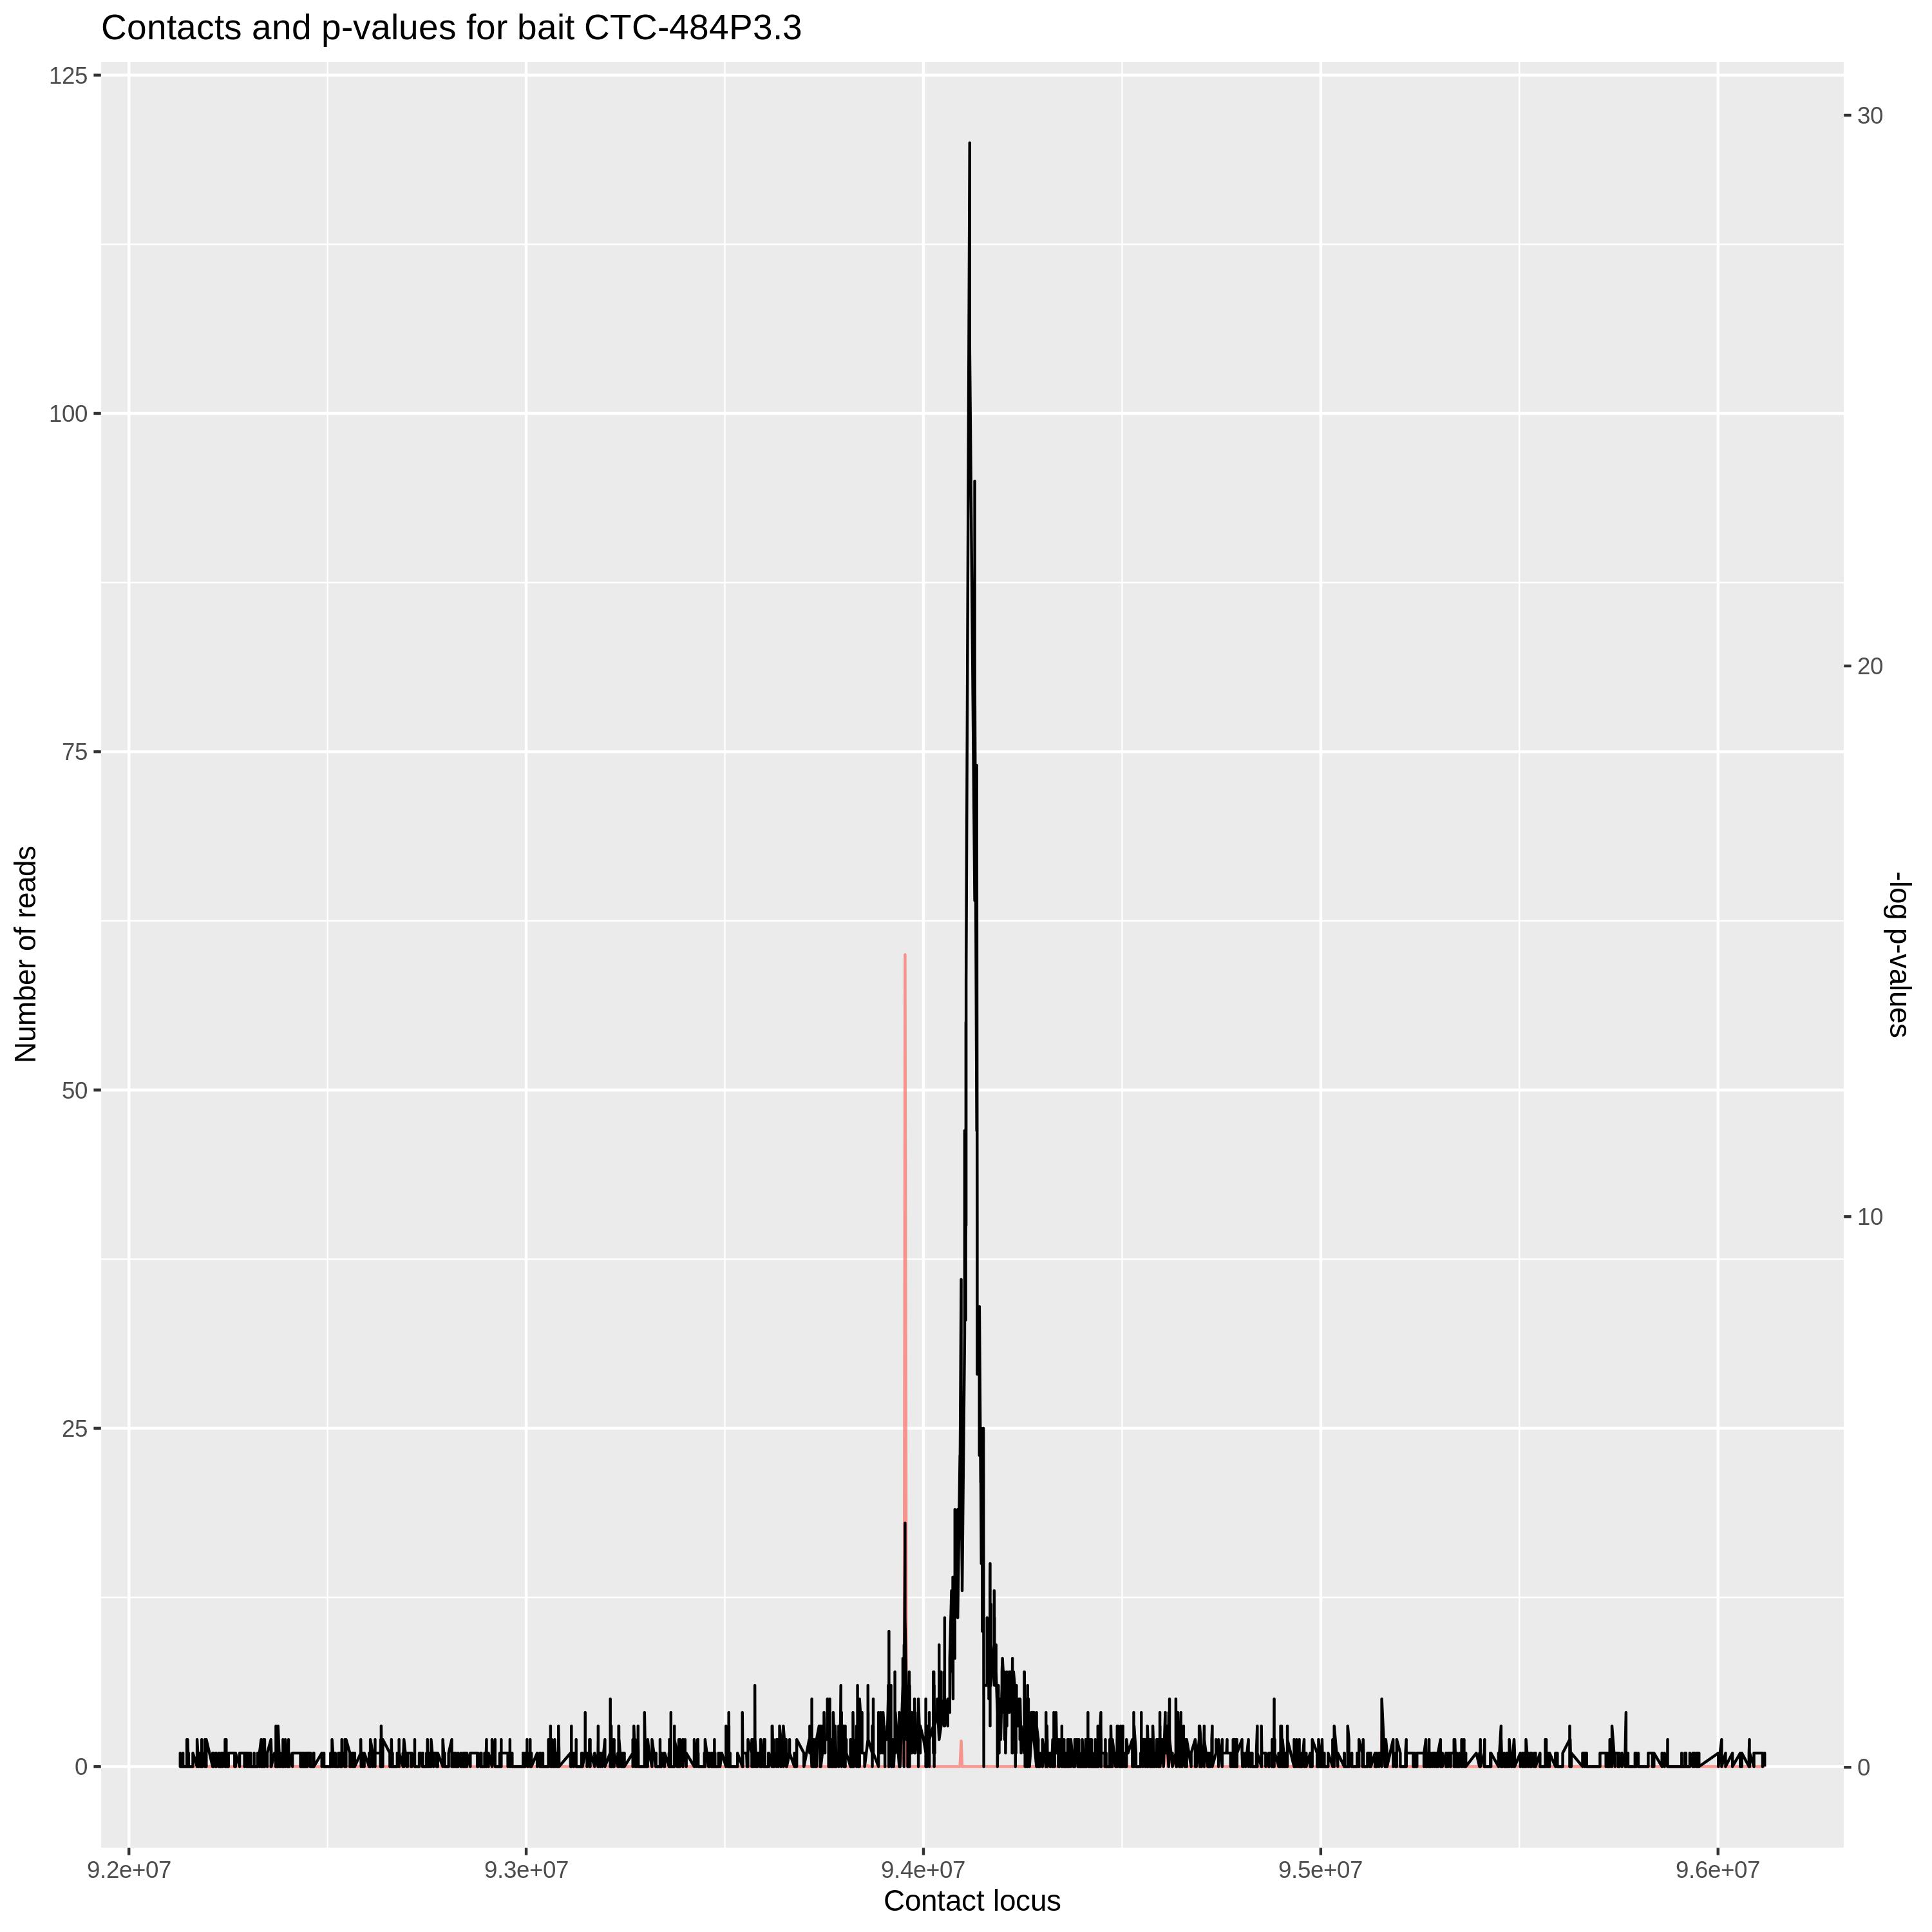 Contacts and p-values for bait CTC-484P3.3
125
100
75
50
25
0
Number of reads
30
20
10
0
-log p-values
9.2e+07 9.3e+07 9.4e+07 9.5e+07 9.6e+07
Contact locus